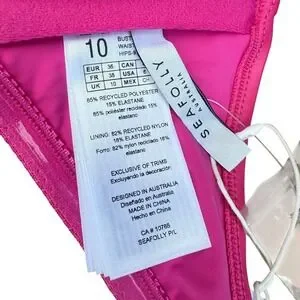 10
BUST
WAIST
HIPS
EUR 36 CAN
FR 38 USA 6
UK 10 MEX
85% RECYCLED POLYESTER
15% ELASTANE
85% poliéster reciclado
15% elastano
LINING: 82% RECYCLED NYLON
18% ELASTANE
Forro: 82% nylon reciclado
18% elastano
EXCLUSIVE OF TRIMS
Excluyendo la decoración
DESIGNED IN AUSTRALIA
Diseñado en Australia
MADE IN CHINA
Hecho en China
CA# 10765
SEAFOLLY P/L
SEAFOLLY
AUSTRALIA